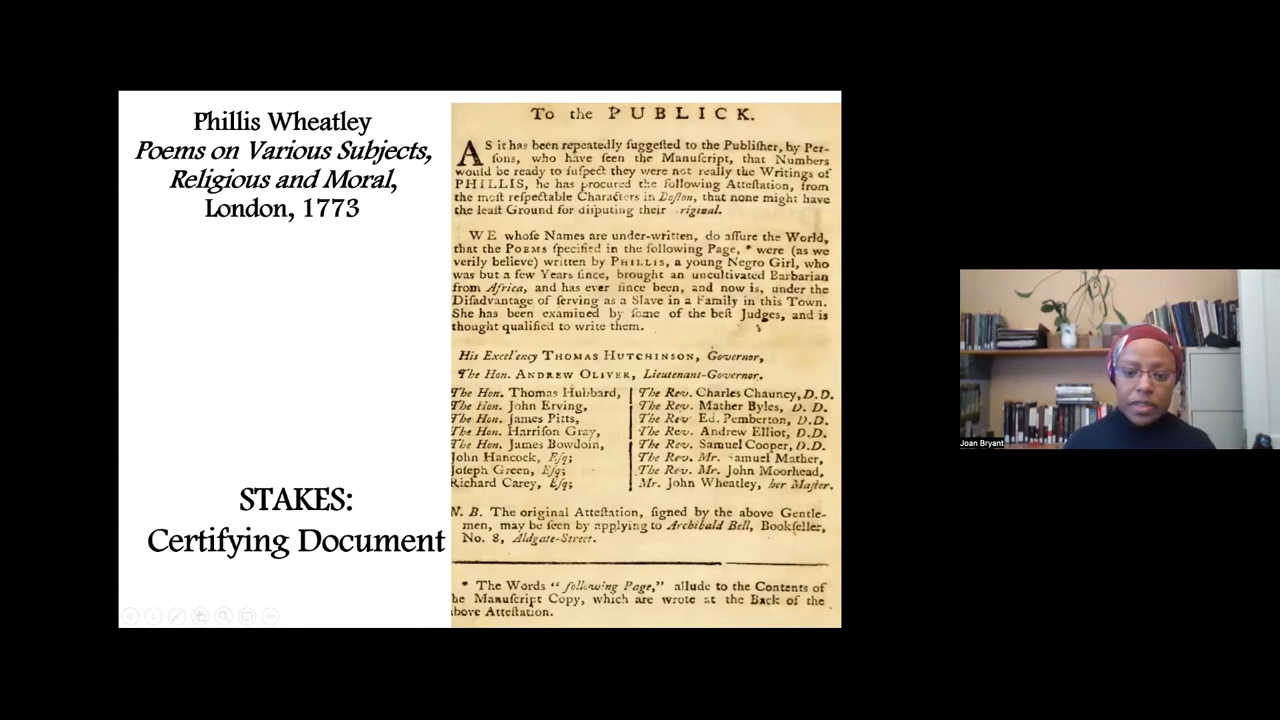 Phillis Wheatley
Poems on Various Subjects,
Religious and Moral,
London, 1773
STAKES:
Certifying Document
To the PUBLICK.
AS it has been repeatedly ſuggeſted to the Publiſher, by Per-
ſons, who have ſeen the Manuſcript, that Numbers
would be ready to ſuſpect they were not really the Writings of
PHILLIS, he has procured the following Atteſtation, from
the moſt reſpectable Characters in Boſton, that none might have
the leaſt Ground for diſputing their riginal.
WE whoſe Names are under-written, do aſſure the World,
that the POEMS ſpecified in the following Page, * were (as we
verily believe) written by PHILLIS, a young Negro Girl, who
was but a few Years ſince, brought an uncultivated Barbarian
from Africa, and has ever ſince been, and now is, under the
Diſadvantage of ſerving as a Slave in a Family in this Town.
She has been examined by ſome of the beſt Judges, and is
thought qualified to write them.
His Excellency THOMAS HUTCHINSON, Governor,
The Hon. ANDREW OLIVER, Lieutenant-Governor.
The Hon. Thomas Hubbard,
The Hon. John Erving,
The Hon. James Pitts,
The Hon. Harriſon Gray,
The Hon. James Bowdoin,
John Hancock, Eſq;
Joſeph Green, Eſq;
Richard Carey, Eſq;
The Rev. Charles Chauncy, D.D.
The Rev. Mather Byles, D. D.
The Rev. Ed. Pemberton, D.D.
The Rev. Andrew Elliot, D.D.
The Rev. Samuel Cooper, D.D.
The Rev. Mr. Samuel Mather,
The Rev. Mr. John Moorhead,
Mr. John Wheatley, her Maſter.
N. B. The original Atteſtation, ſigned by the above Gentle-
men, may be ſeen by applying to Archibald Bell, Bookſeller,
No. 8, Aldgate-Street.
* The Words “ following Page,” allude to the Contents of
he Manuſcript Copy, which are wrote at the Back of the
above Atteſtation.
Joan Bryant